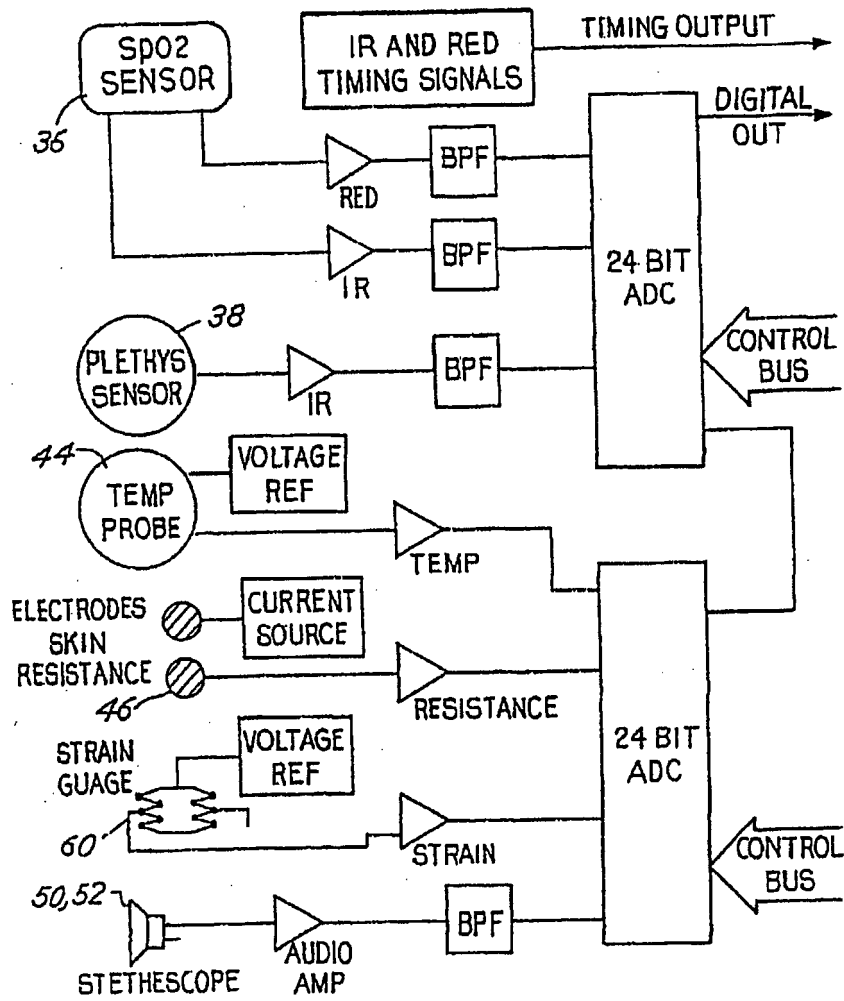 SpO2
SENSOR
36
IR AND RED
TIMING SIGNALS
TIMING OUTPUT
DIGITAL
OUT
RED
BPF
IR
BPF
24 BIT
ADC
38
PLETHYS
SENSOR
IR
BPF
CONTROL
BUS
44
TEMP
PROBE
VOLTAGE
REF
TEMP
ELECTRODES
SKIN
RESISTANCE
46
CURRENT
SOURCE
RESISTANCE
24 BIT
ADC
STRAIN
GUAGE
60
VOLTAGE
REF
STRAIN
CONTROL
BUS
50,52
STETHESCOPE
AUDIO
AMP
BPF